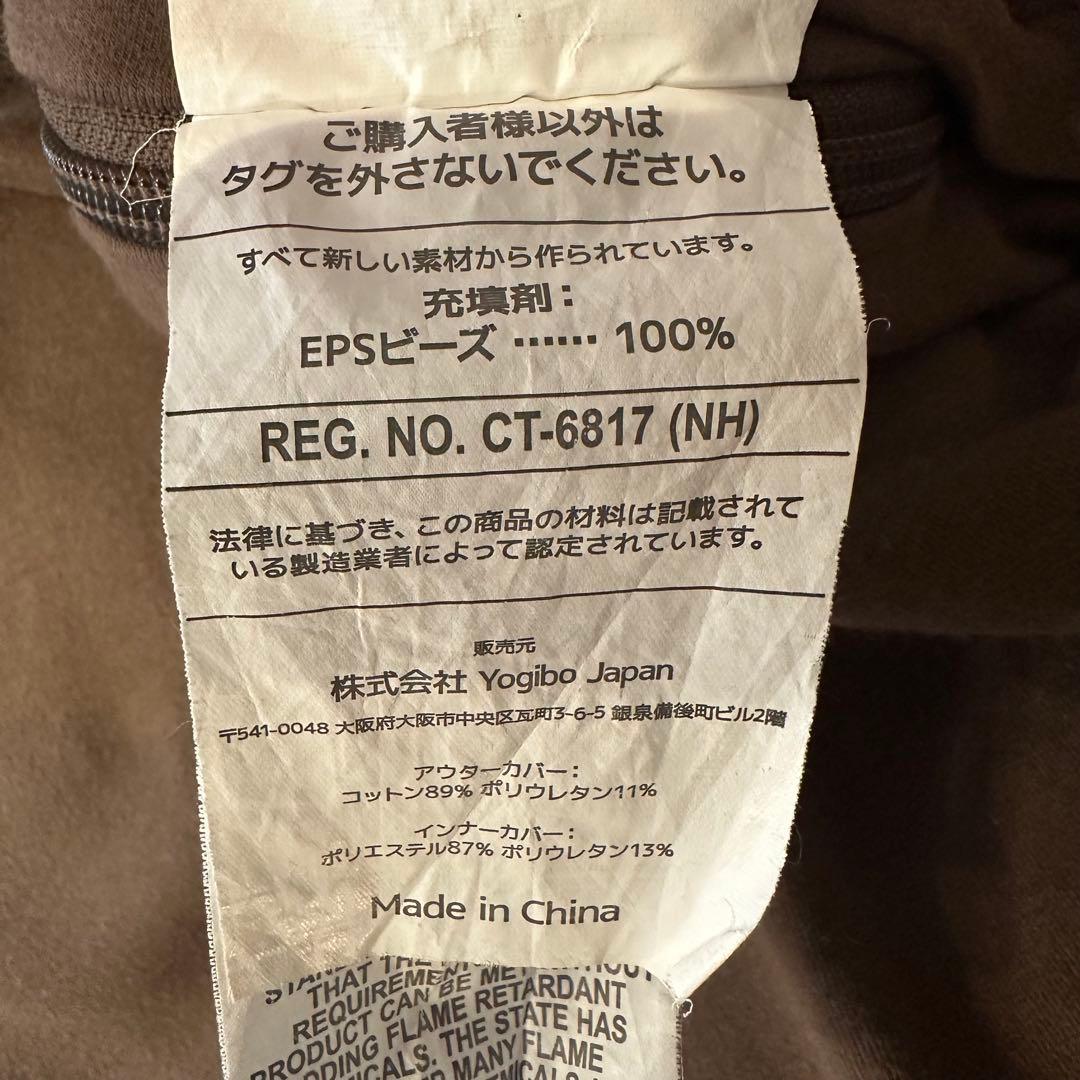 ご購入者様以外は
タグを外さないでください。
すべて新しい素材から作られています。
充填剤：
EPSビーズ …… 100%
REG. NO. CT-6817 (NH)
法律に基づき、この商品の材料は記載されて
いる製造業者によって認定されています。
販売元
株式会社 Yogibo Japan
〒541-0048 大阪府大阪市中央区瓦町3-6-5 銀泉備後町ビル2階
アウターカバー：
コットン89% ポリウレタン11%
インナーカバー：
ポリエステル87% ポリウレタン13%
Made in China
THAT THE
REQUIREMEN
PRODUCT CAN BE MET WITHOUT
ADDING FLAME RETARDANT
CHEMICALS. THE STATE HAS
MANY FLAME